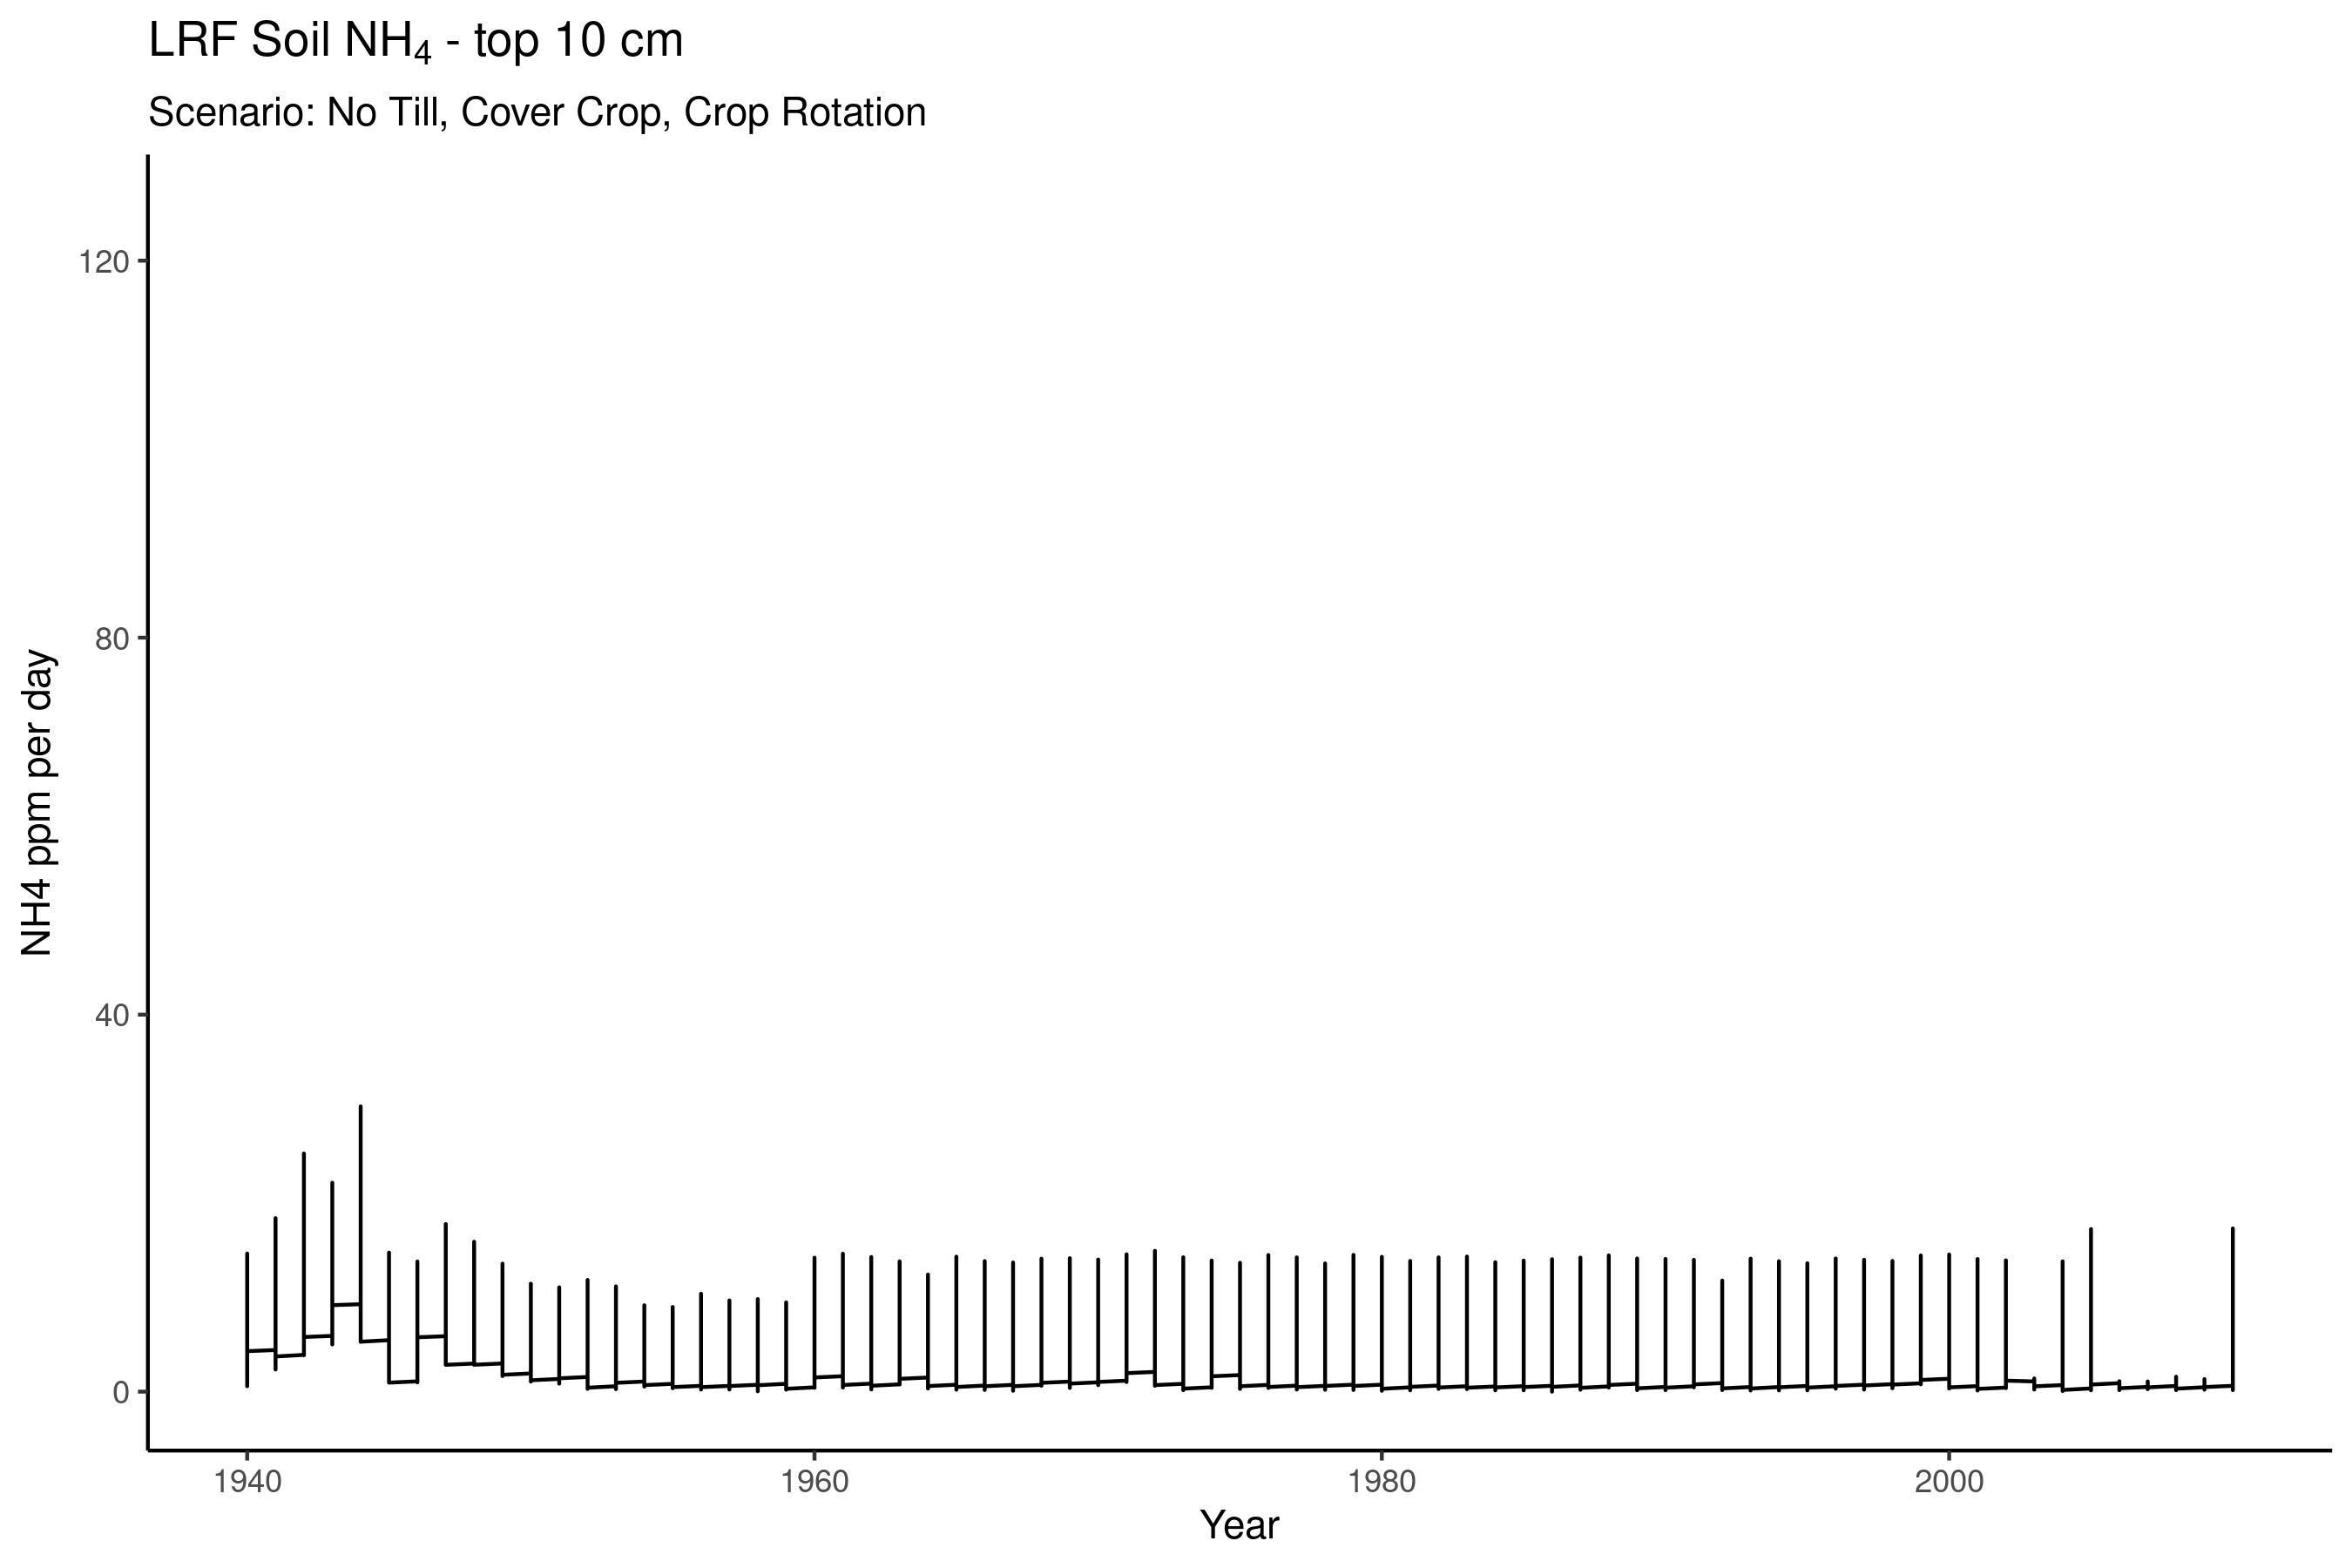 LRF Soil NH₄ - top 10 cm
Scenario: No Till, Cover Crop, Crop Rotation
120
80
40
0
NH4 ppm per day
1940 1960 1980 2000
Year